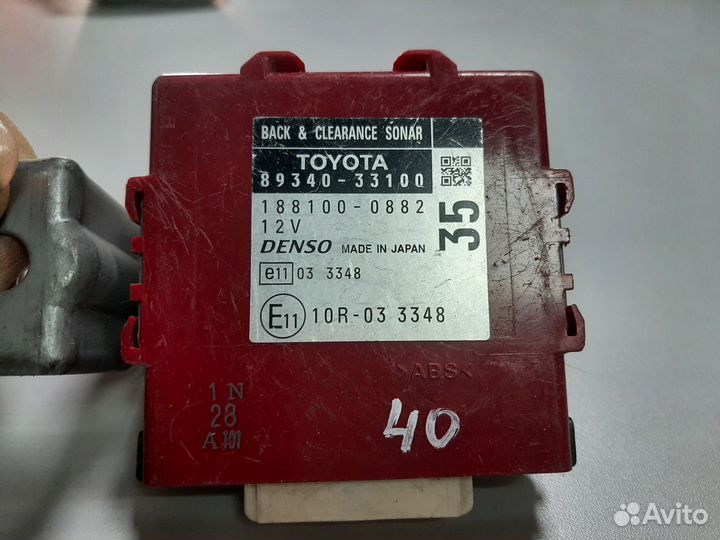 BACK & CLEARANCE SONAR
TOYOTA
89340-33100
188100-0882
12V
35
DENSO MADE IN JAPAN
e11 03 3348
E11 10R-03 3348
>ABS<
1N
28
A
40
Avito